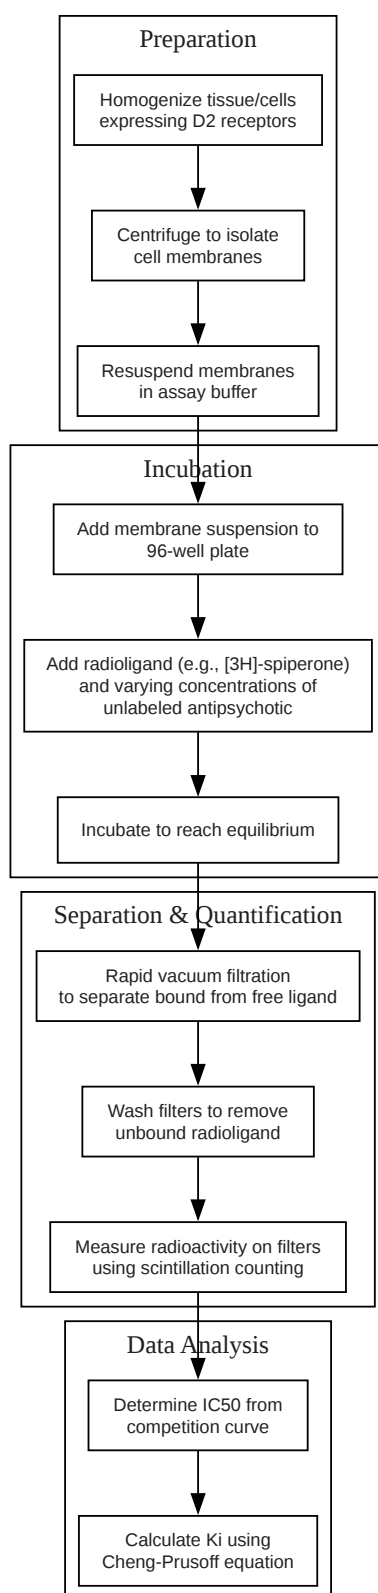 Preparation
Homogenize tissue/cells
expressing D2 receptors
Centrifuge to isolate
cell membranes
Resuspend membranes
in assay buffer
Incubation
Add membrane suspension to
96-well plate
Add radioligand (e.g., [3H]-spiperone)
and varying concentrations of
unlabeled antipsychotic
Incubate to reach equilibrium
Separation & Quantification
Rapid vacuum filtration
to separate bound from free ligand
Wash filters to remove
unbound radioligand
Measure radioactivity on filters
using scintillation counting
Data Analysis
Determine IC50 from
competition curve
Calculate Ki using
Cheng-Prusoff equation